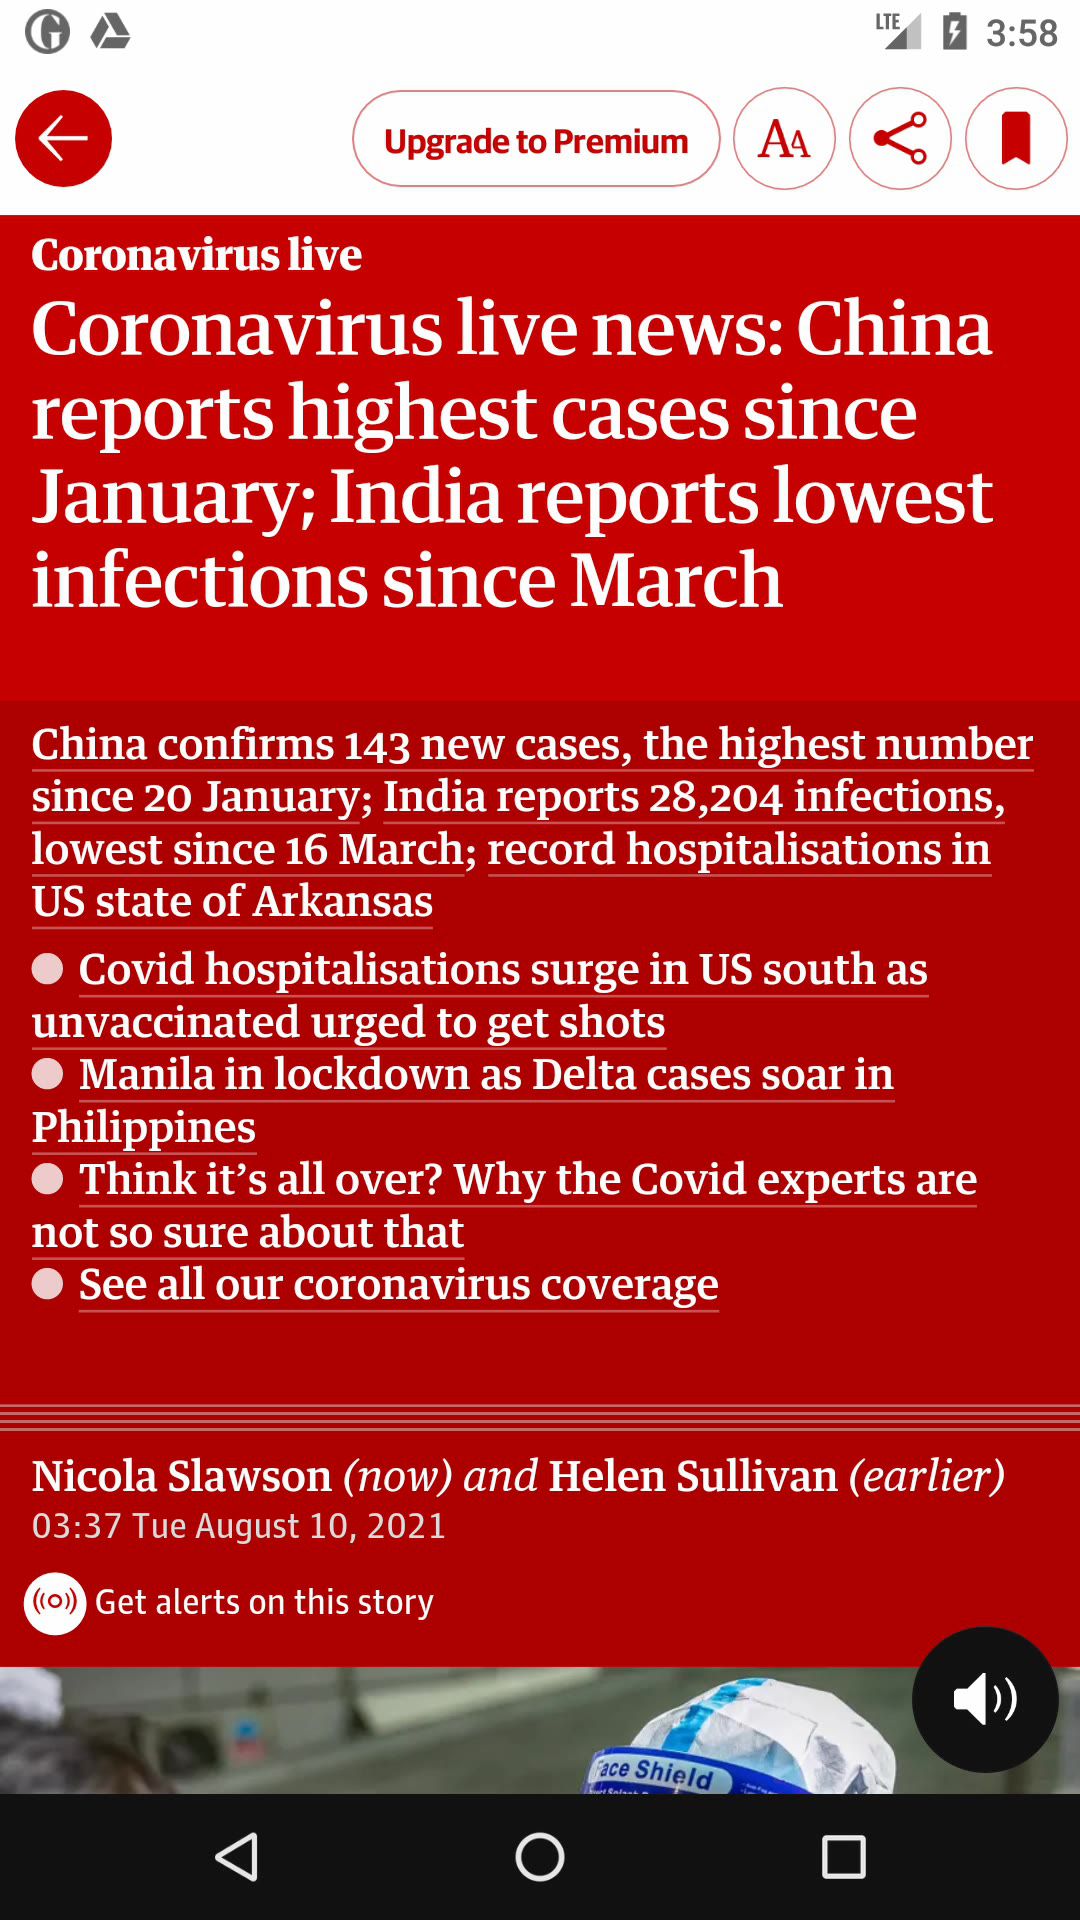 LTE 3:58
Upgrade to Premium AA
Coronavirus live
Coronavirus live news: China
reports highest cases since
January; India reports lowest
infections since March
China confirms 143 new cases, the highest number
since 20 January; India reports 28,204 infections,
lowest since 16 March; record hospitalisations in
US state of Arkansas
● Covid hospitalisations surge in US south as
unvaccinated urged to get shots
● Manila in lockdown as Delta cases soar in
Philippines
● Think it’s all over? Why the Covid experts are
not so sure about that
● See all our coronavirus coverage
Nicola Slawson (now) and Helen Sullivan (earlier)
03:37 Tue August 10, 2021
Get alerts on this story
Face Shield